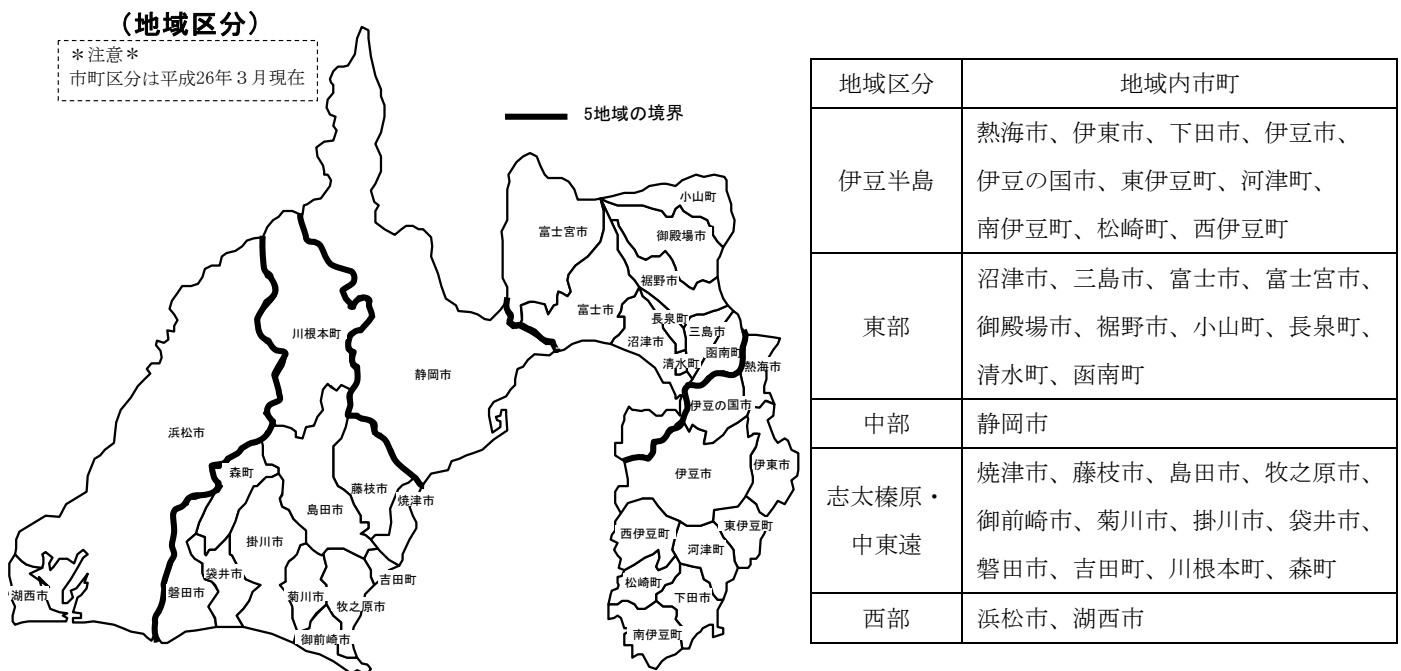 （地域区分）
＊注意＊
市町区分は平成26年３月現在
5地域の境界
小山町
富士宮市
御殿場市
裾野市
富士市
長泉町
三島市
沼津市
函南町
清水町
熱海市
川根本町
静岡市
伊豆の国市
浜松市
森町
伊豆市
伊東市
藤枝市
焼津市
島田市
掛川市
西伊豆町
東伊豆町
河津町
袋井市
吉田町
磐田市
湖西市
菊川市
牧之原市
松崎町
下田市
御前崎市
南伊豆町
地域区分
地域内市町
伊豆半島
熱海市、伊東市、下田市、伊豆市、
伊豆の国市、東伊豆町、河津町、
南伊豆町、松崎町、西伊豆町
東部
沼津市、三島市、富士市、富士宮市、
御殿場市、裾野市、小山町、長泉町、
清水町、函南町
中部
静岡市
志太榛原・
中東遠
焼津市、藤枝市、島田市、牧之原市、
御前崎市、菊川市、掛川市、袋井市、
磐田市、吉田町、川根本町、森町
西部
浜松市、湖西市